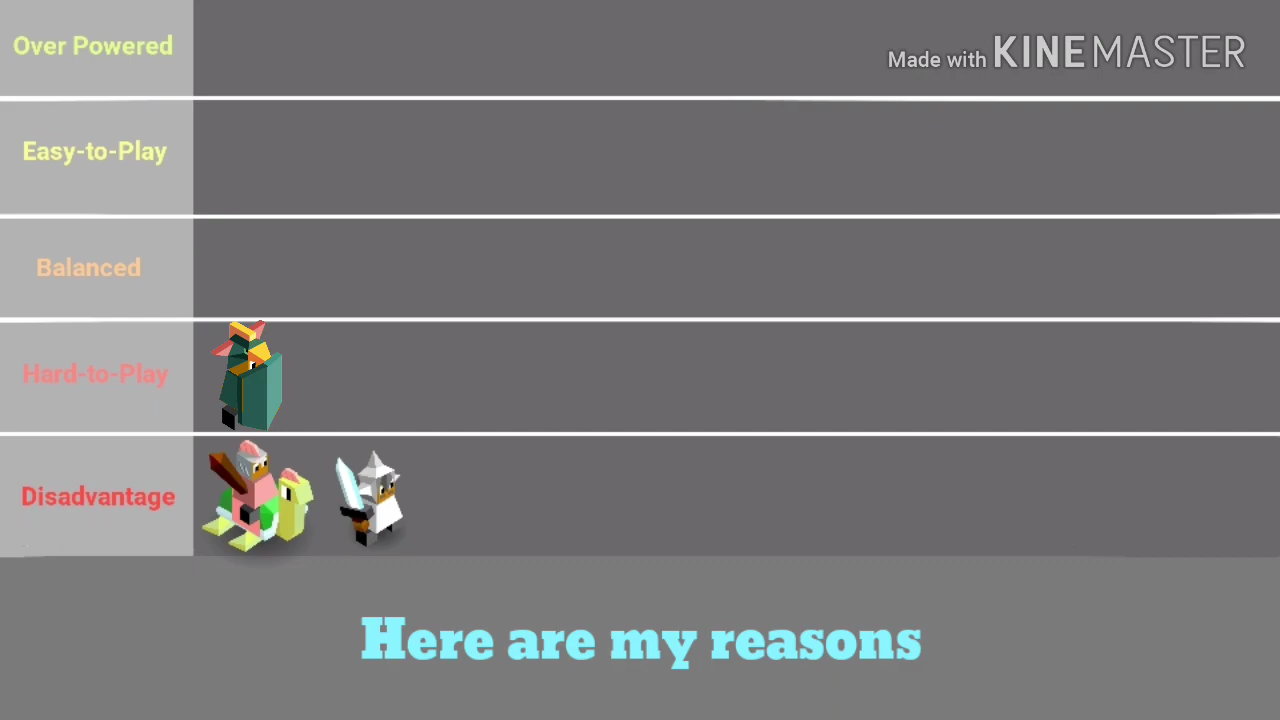 Over Powered
Made with KINEMASTER
Easy-to-Play
Balanced
Hard-to-Play
Disadvantage
Here are my reasons